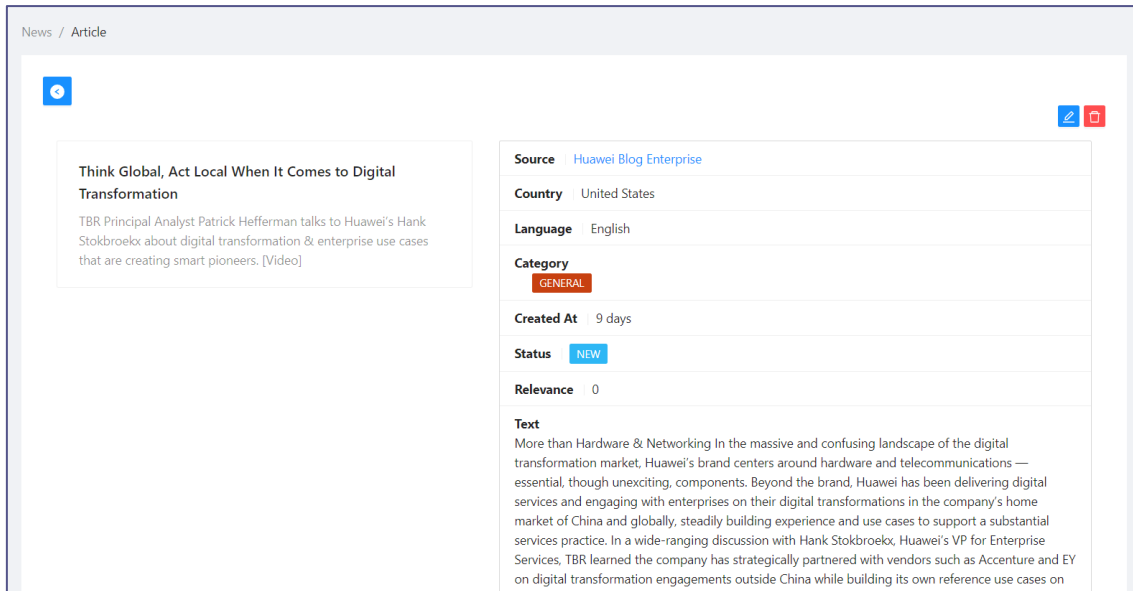 News / Article
Think Global, Act Local When It Comes to Digital
Transformation
TBR Principal Analyst Patrick Hefferman talks to Huawei's Hank
Stokbroekx about digital transformation & enterprise use cases
that are creating smart pioneers. [Video]
Source Huawei Blog Enterprise
Country United States
Language English
Category
GENERAL
Created At 9 days
Status NEW
Relevance 0
Text
More than Hardware & Networking In the massive and confusing landscape of the digital
transformation market, Huawei's brand centers around hardware and telecommunications —
essential, though unexciting, components. Beyond the brand, Huawei has been delivering digital
services and engaging with enterprises on their digital transformations in the company's home
market of China and globally, steadily building experience and use cases to support a substantial
services practice. In a wide-ranging discussion with Hank Stokbroekx, Huawei's VP for Enterprise
Services, TBR learned the company has strategically partnered with vendors such as Accenture and EY
on digital transformation engagements outside China while building its own reference use cases on